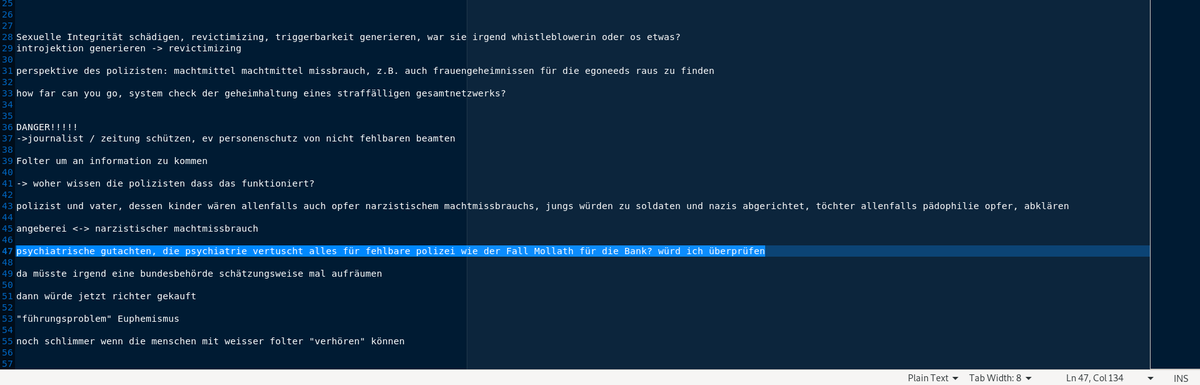 25
26
27
28 Sexuelle Integrität schädigen, revictimizing, triggerbarkeit generieren, war sie irgend whistleblowerin oder os etwas?
29 introjektion generieren -> revictimizing
30
31 perspektive des polizisten: machtmittel machtmittel missbrauch, z.B. auch frauengeheimnissen für die egoneeds raus zu finden
32
33 how far can you go, system check der geheimhaltung eines straffälligen gesamtnetzwerks?
34
35
36 DANGER!!!!!
37 ->journalist / zeitung schützen, ev personenschutz von nicht fehlbaren beamten
38
39 Folter um an information zu kommen
40
41 -> woher wissen die polizisten dass das funktioniert?
42
43 polizist und vater, dessen kinder wären allenfalls auch opfer narzistischem machtmissbrauchs, jungs würden zu soldaten und nazis abgerichtet, töchter allenfalls pädophilie opfer, abklären
44
45 angeberei <-> narzistischer machtmissbrauch
46
47 psychiatrische gutachten, die psychiatrie vertuscht alles für fehlbare polizei wie der Fall Mollath für die Bank? würd ich überprüfen
48
49 da müsste irgend eine bundesbehörde schätzungsweise mal aufräumen
50
51 dann würde jetzt richter gekauft
52
53 "führungsproblem" Euphemismus
54
55 noch schlimmer wenn die menschen mit weisser folter "verhören" können
56
57
Plain Text Tab Width: 8 Ln 47, Col 134 INS